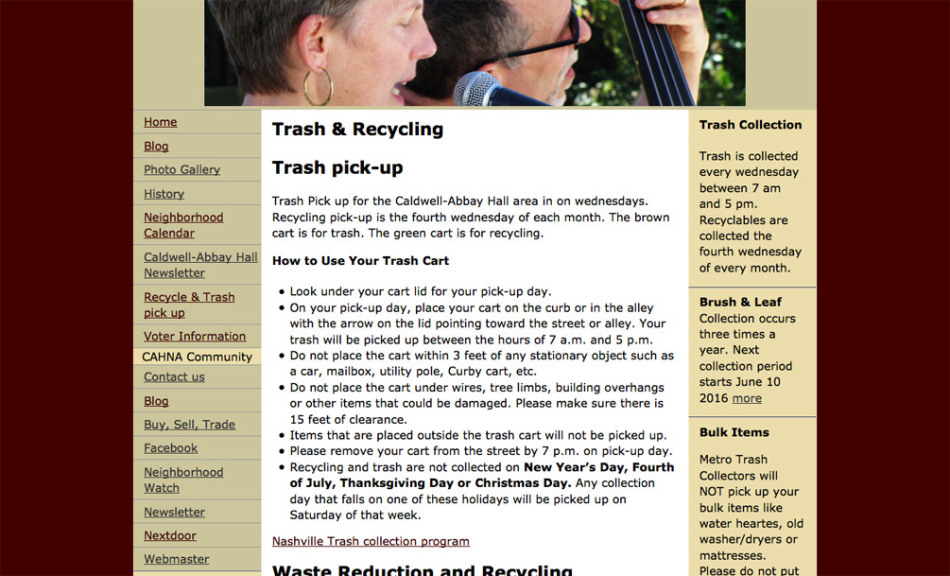 Home
Blog
Photo Gallery
History
Neighborhood
Calendar
Caldwell-Abbay Hall
Newsletter
Recycle & Trash
pick up
Voter Information
CAHNA Community
Contact us
Blog
Buy, Sell, Trade
Facebook
Neighborhood
Watch
Newsletter
Nextdoor
Webmaster
Trash & Recycling
Trash pick-up
Trash Pick up for the Caldwell-Abbay Hall area in on wednesdays.
Recycling pick-up is the fourth wednesday of each month. The brown
cart is for trash. The green cart is for recycling.
How to Use Your Trash Cart
• Look under your cart lid for your pick-up day.
• On your pick-up day, place your cart on the curb or in the alley
with the arrow on the lid pointing toward the street or alley. Your
trash will be picked up between the hours of 7 a.m. and 5 p.m.
• Do not place the cart within 3 feet of any stationary object such as
a car, mailbox, utility pole, Curby cart, etc.
• Do not place the cart under wires, tree limbs, building overhangs
or other items that could be damaged. Please make sure there is
15 feet of clearance.
• Items that are placed outside the trash cart will not be picked up.
• Please remove your cart from the street by 7 p.m. on pick-up day.
• Recycling and trash are not collected on New Year’s Day, Fourth
of July, Thanksgiving Day or Christmas Day. Any collection
day that falls on one of these holidays will be picked up on
Saturday of that week.
Nashville Trash collection program
Waste Reduction and Recycling
Trash Collection
Trash is collected
every wednesday
between 7 am
and 5 pm.
Recyclables are
collected the
fourth wednesday
of every month.
Brush & Leaf
Collection occurs
three times a
year. Next
collection period
starts June 10
2016 more
Bulk Items
Metro Trash
Collectors will
NOT pick up your
bulk items like
water heartes, old
washer/dryers or
mattresses.
Please do not put